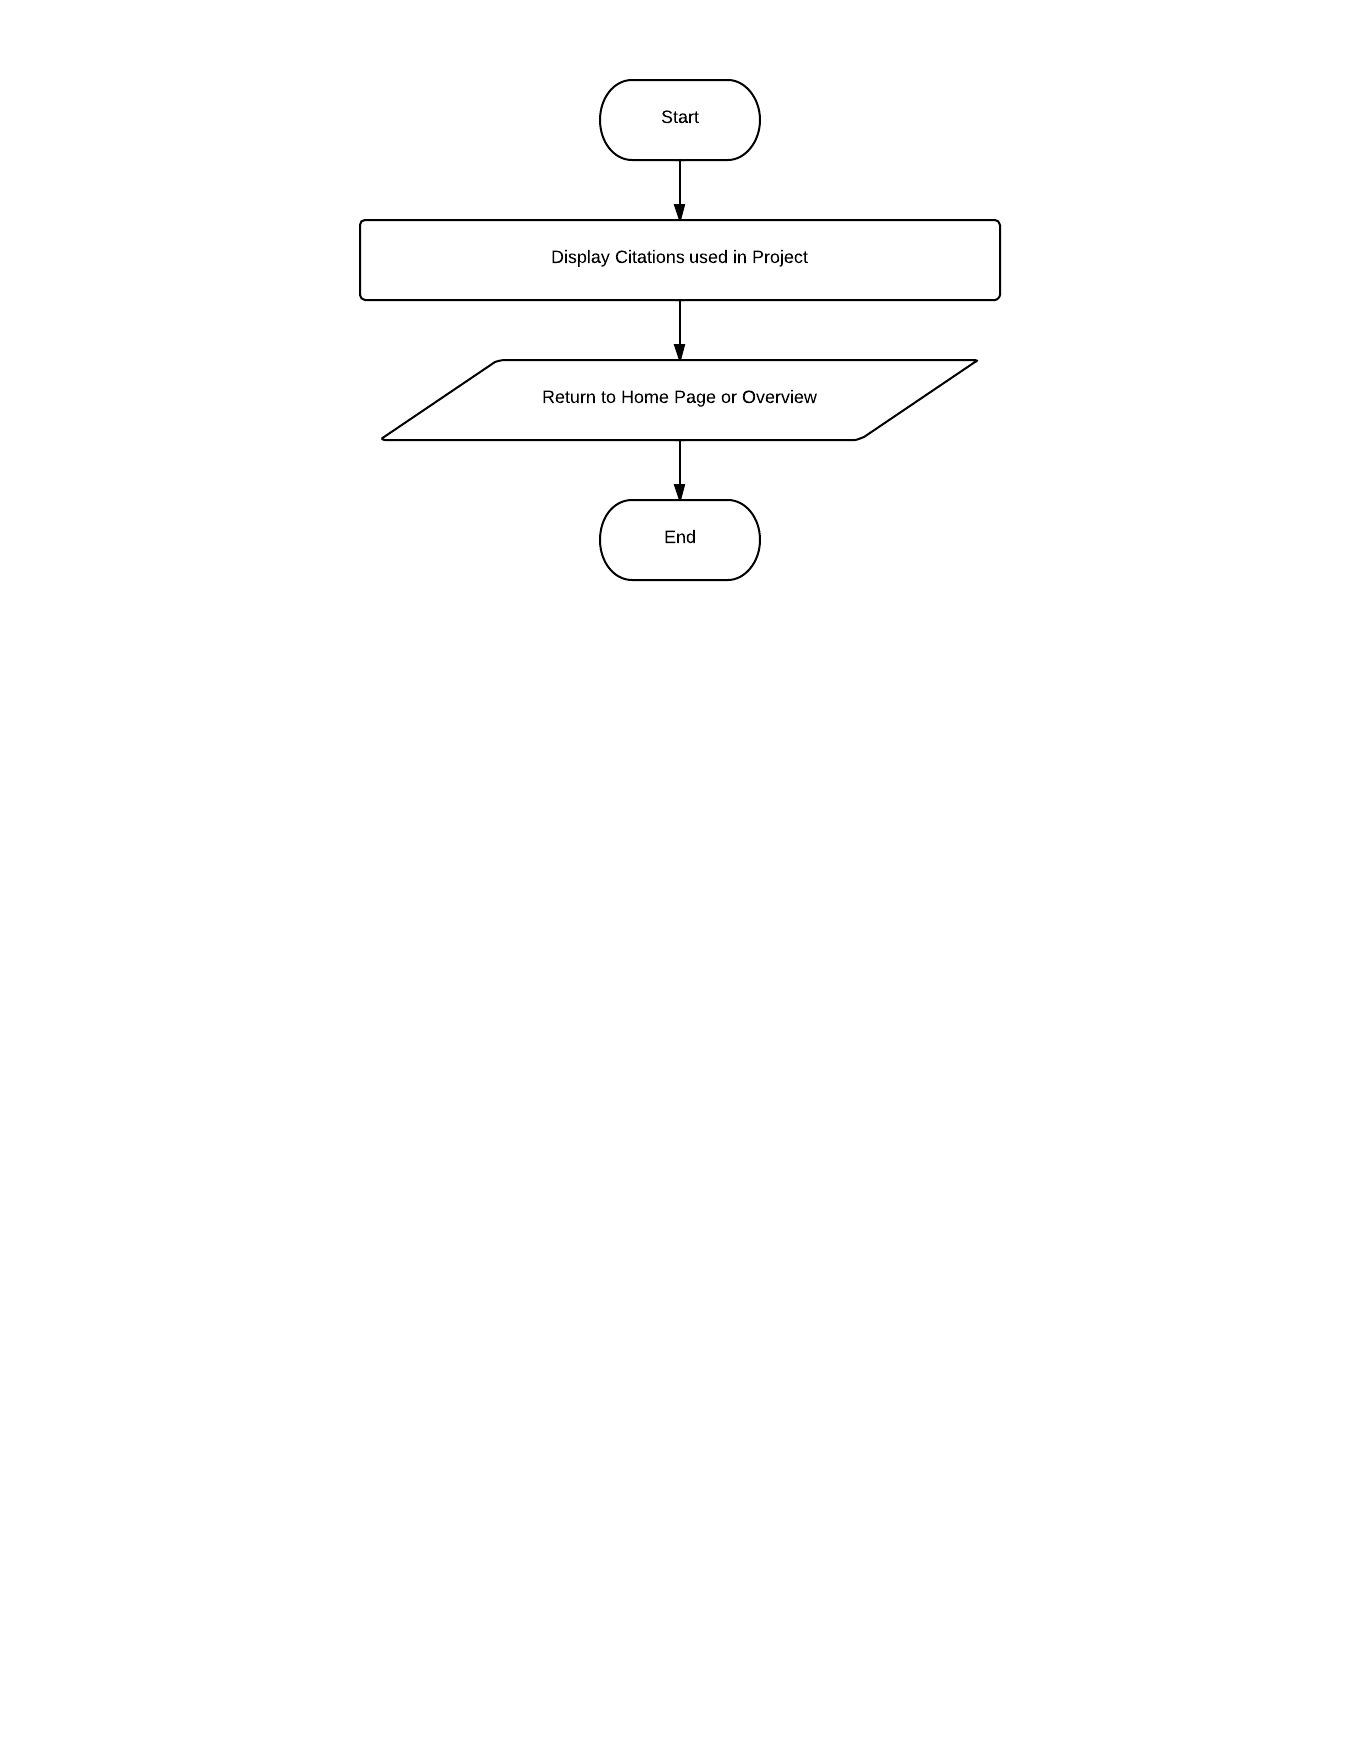 Start
Display Citations used in Project
Return to Home Page or Overview
End